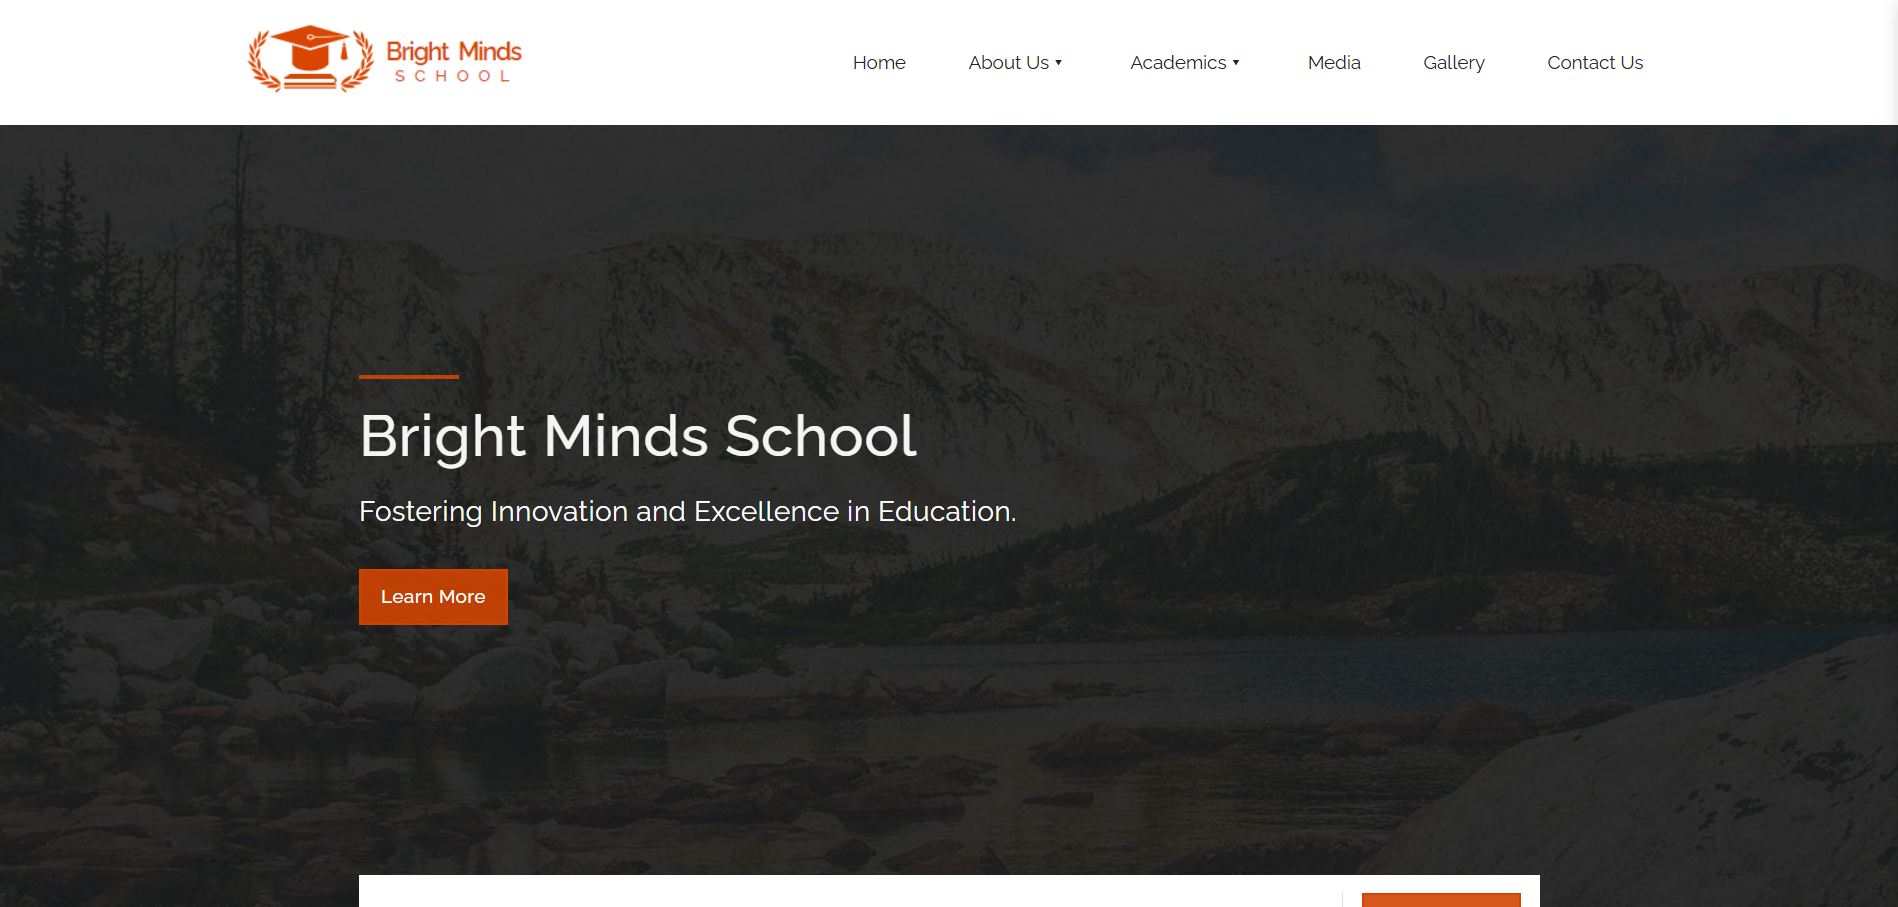 Bright Minds
SCHOOL
Home
About Us
Academics
Media
Gallery
Contact Us
Bright Minds School
Fostering Innovation and Excellence in Education.
Learn More